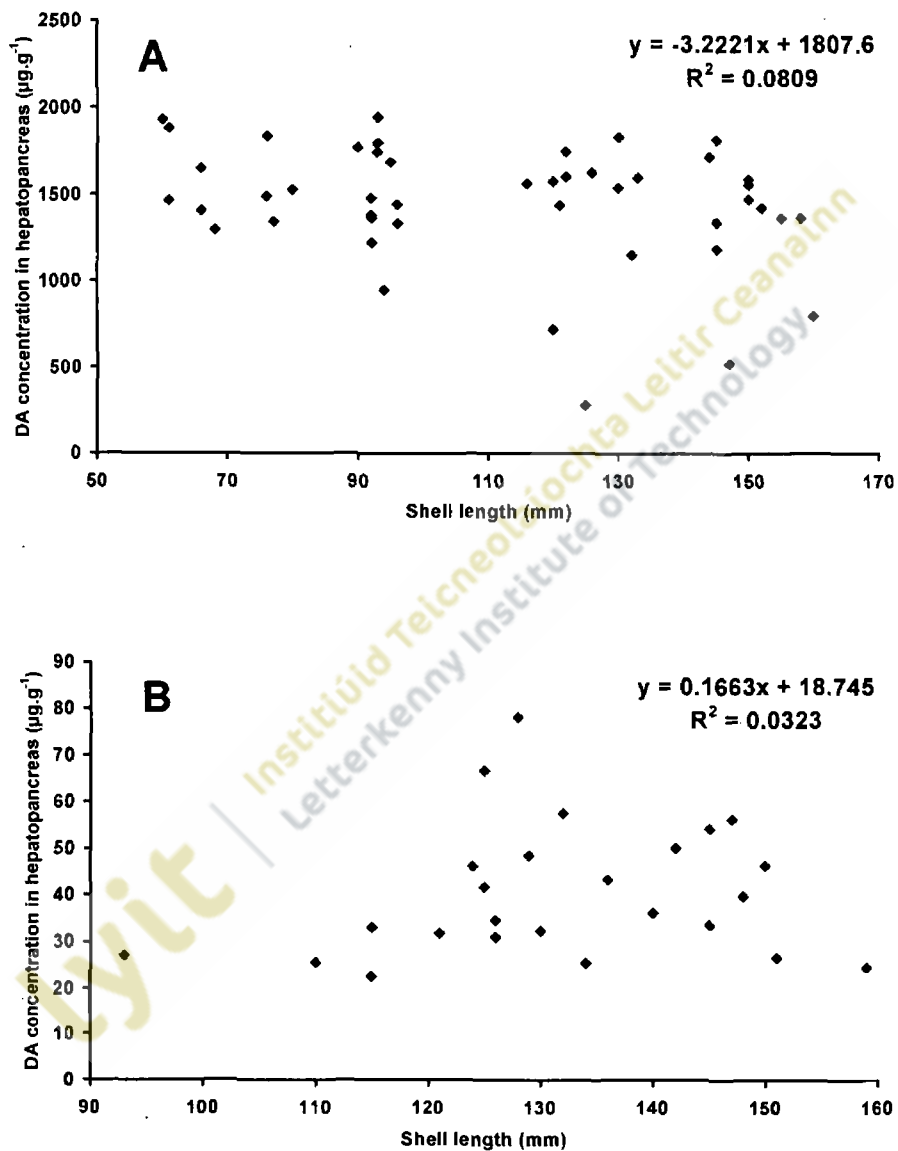 A
y = -3.2221x + 1807.6
R² = 0.0809
DA concentration in hepatopancreas (µg.g⁻¹)
2500
2000
1500
1000
500
0
50 70 90 110 130 150 170
Shell length (mm)
B
y = 0.1663x + 18.745
R² = 0.0323
DA concentration in hepatopancreas (µg.g⁻¹)
90
80
70
60
50
40
30
20
10
0
90 100 110 120 130 140 150 160
Shell length (mm)
lyit
Institiúid Teicneolaíochta Leitir Ceanainn
Letterkenny Institute of Technology